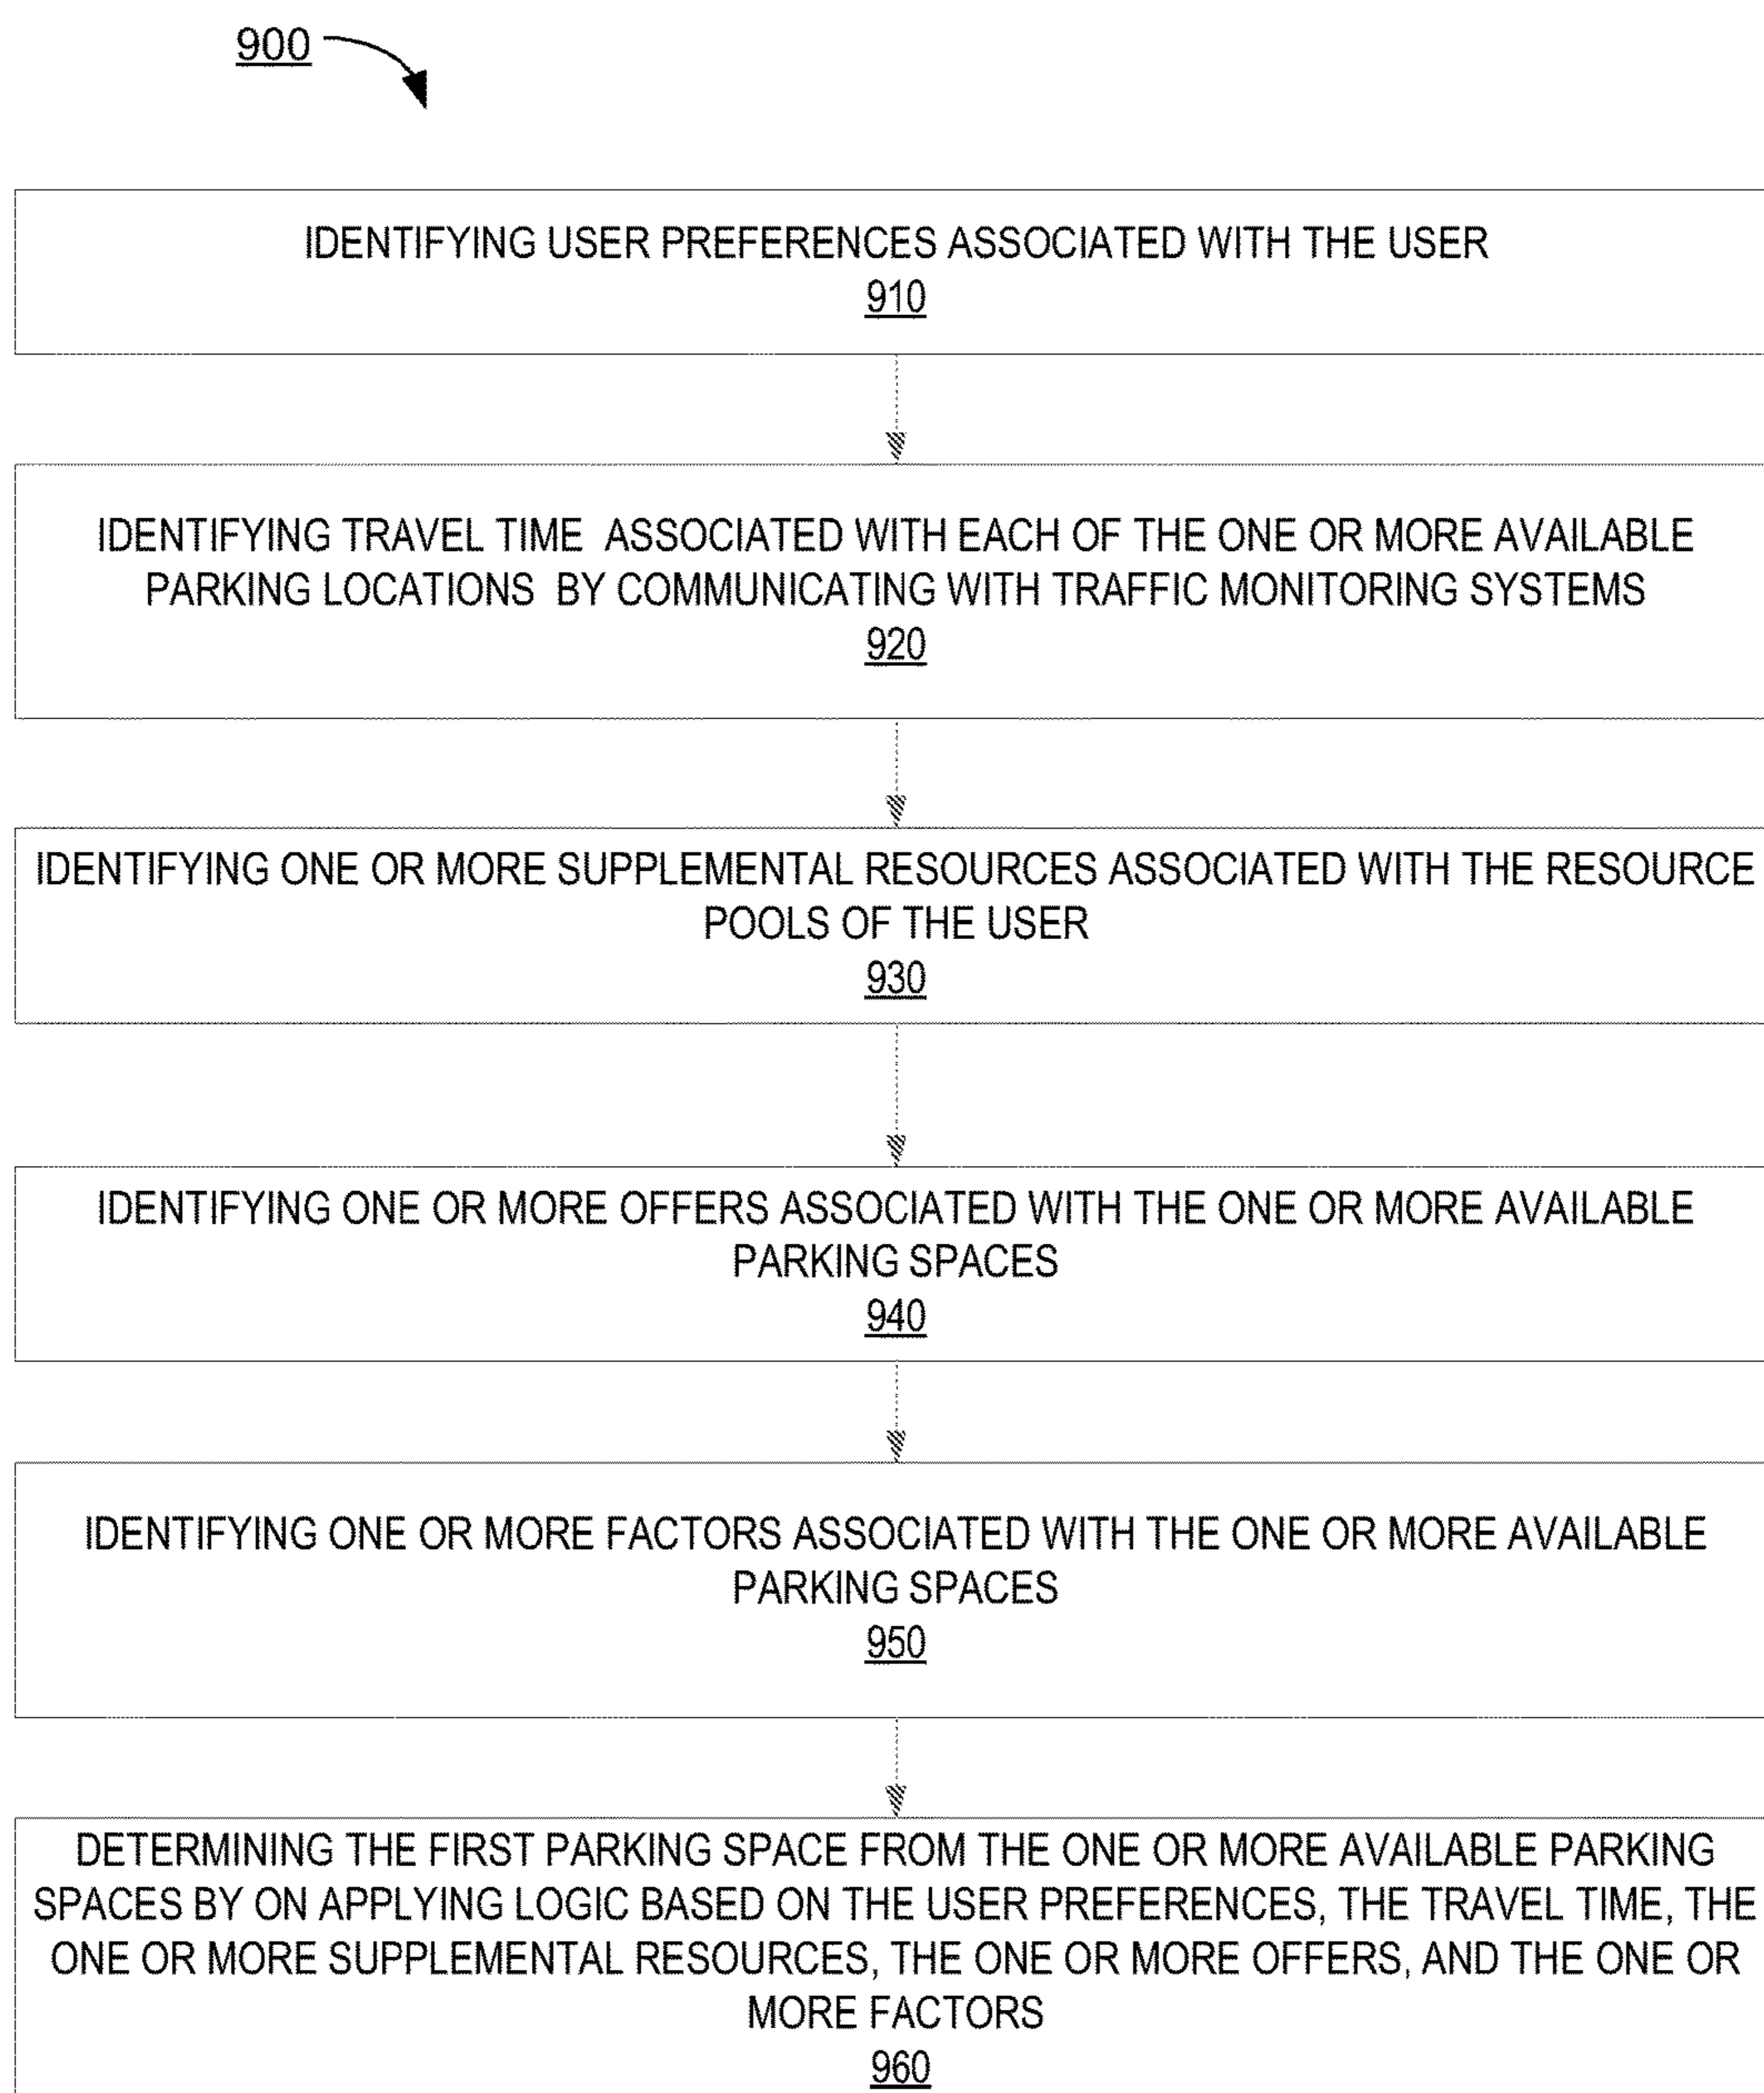 900
IDENTIFYING USER PREFERENCES ASSOCIATED WITH THE USER
910
IDENTIFYING TRAVEL TIME ASSOCIATED WITH EACH OF THE ONE OR MORE AVAILABLE
PARKING LOCATIONS BY COMMUNICATING WITH TRAFFIC MONITORING SYSTEMS
920
IDENTIFYING ONE OR MORE SUPPLEMENTAL RESOURCES ASSOCIATED WITH THE RESOURCE
POOLS OF THE USER
930
IDENTIFYING ONE OR MORE OFFERS ASSOCIATED WITH THE ONE OR MORE AVAILABLE
PARKING SPACES
940
IDENTIFYING ONE OR MORE FACTORS ASSOCIATED WITH THE ONE OR MORE AVAILABLE
PARKING SPACES
950
DETERMINING THE FIRST PARKING SPACE FROM THE ONE OR MORE AVAILABLE PARKING
SPACES BY ON APPLYING LOGIC BASED ON THE USER PREFERENCES, THE TRAVEL TIME, THE
ONE OR MORE SUPPLEMENTAL RESOURCES, THE ONE OR MORE OFFERS, AND THE ONE OR
MORE FACTORS
960